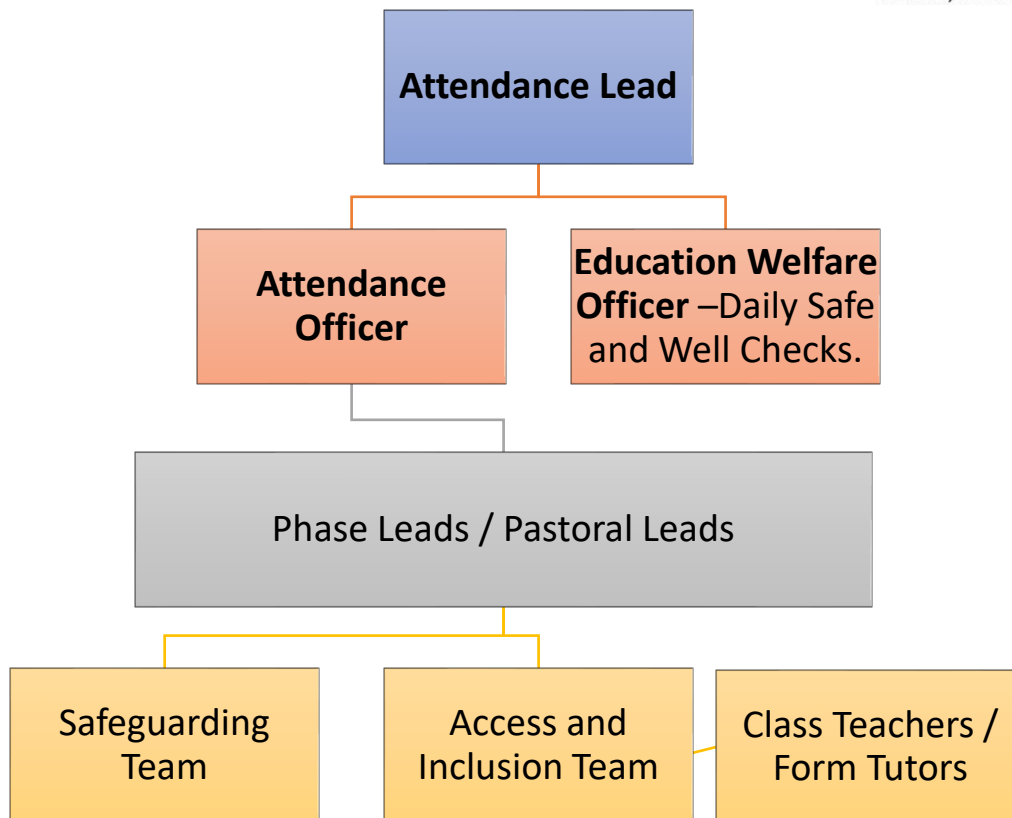 Attendance Lead
Attendance
Officer
Education Welfare
Officer –Daily Safe
and Well Checks.
Phase Leads / Pastoral Leads
Safeguarding
Team
Access and
Inclusion Team
Class Teachers /
Form Tutors